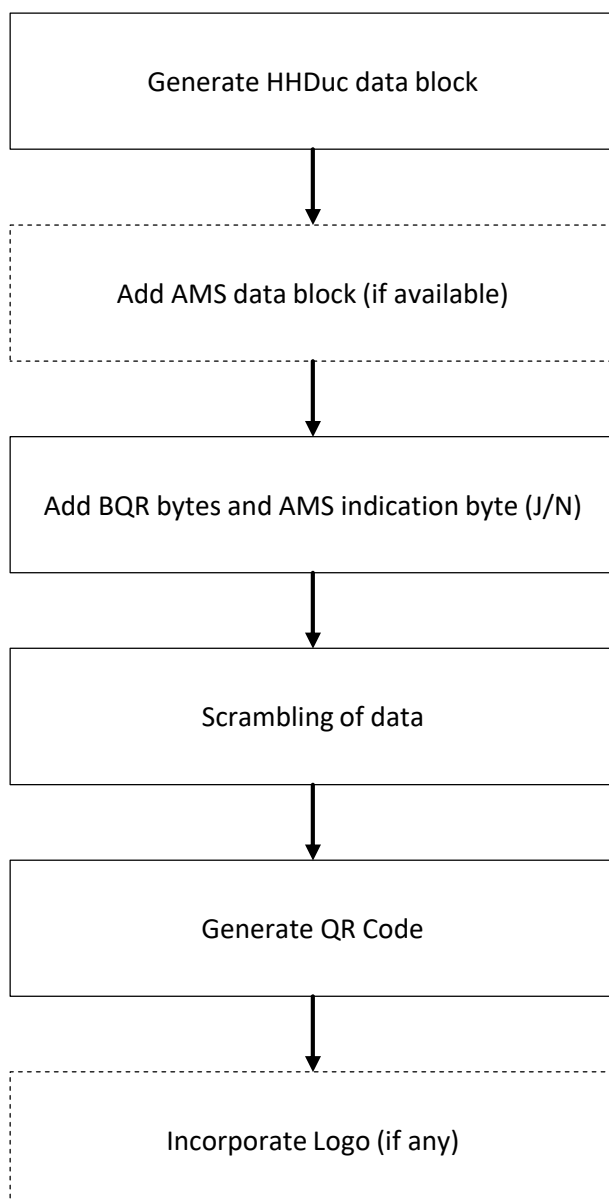 Generate HHDuc data block
Add AMS data block (if available)
Add BQR bytes and AMS indication byte (J/N)
Scrambling of data
Generate QR Code
Incorporate Logo (if any)